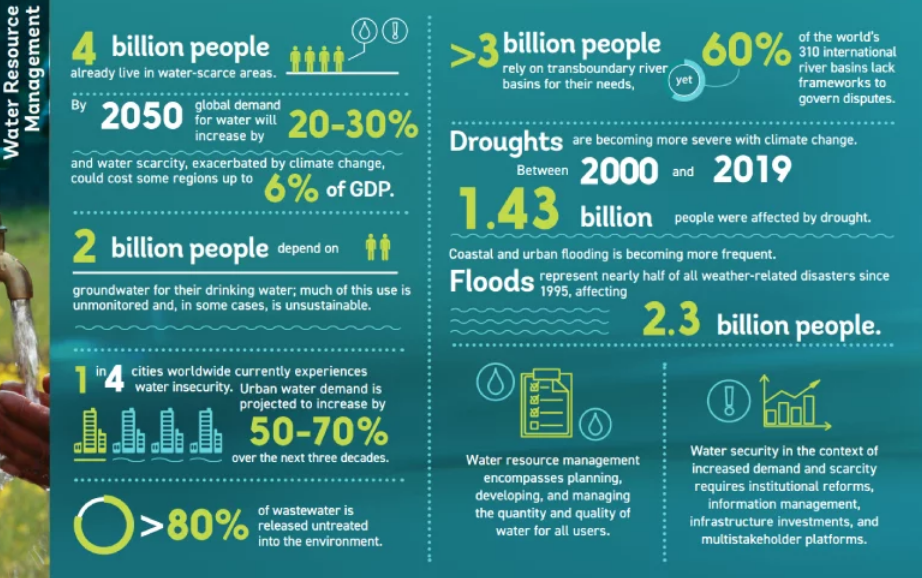 Water Resource
Management
4 billion people
already live in water-scarce areas.
By 2050 global demand
for water will
increase by 20-30%
and water scarcity, exacerbated by climate change,
could cost some regions up to 6% of GDP.
2 billion people depend on
groundwater for their drinking water; much of this use is
unmonitored and, in some cases, is unsustainable.
1 in 4 cities worldwide currently experiences
water insecurity. Urban water demand is
projected to increase by
50-70%
over the next three decades.
>80% of wastewater is
released untreated
into the environment.
>3 billion people
rely on transboundary river
basins for their needs,
yet
60% of the world's
310 international
river basins lack
frameworks to
govern disputes.
Droughts are becoming more severe with climate change.
Between 2000 and 2019
1.43 billion people were affected by drought.
Coastal and urban flooding is becoming more frequent.
Floods represent nearly half of all weather-related disasters since
1995, affecting
2.3 billion people.
Water resource management
encompasses planning,
developing, and managing
the quantity and quality of
water for all users.
Water security in the context of
increased demand and scarcity
requires institutional reforms,
information management,
infrastructure investments, and
multistakeholder platforms.